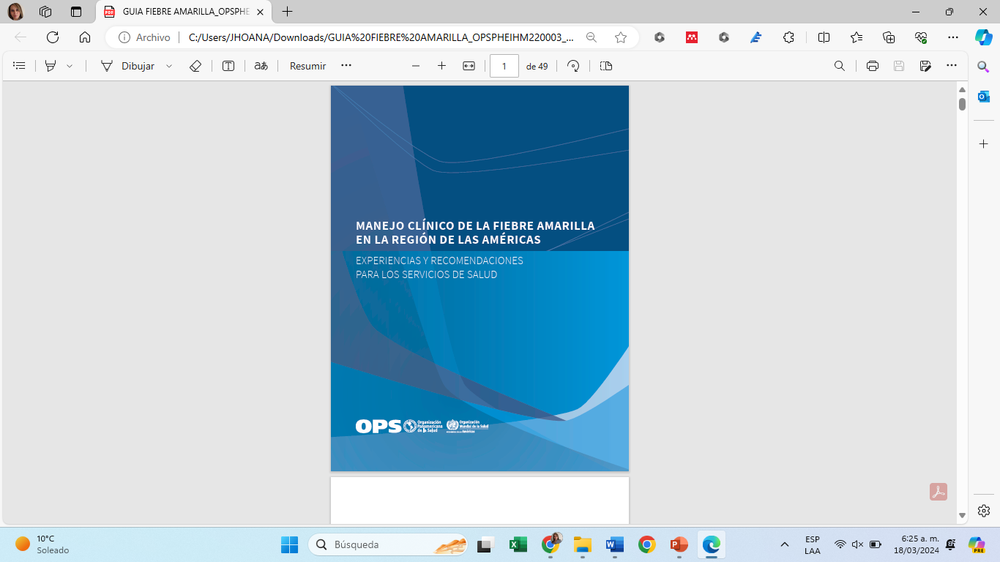 GUIA FIEBRE AMARILLA_OPSPHE
Archivo
C:/Users/JHOANA/Downloads/GUIA%20FIEBRE%20AMARILLA_OPSPHEIHM220003_...
Dibujar
Resumir
1
de 49
MANEJO CLÍNICO DE LA FIEBRE AMARILLA
EN LA REGIÓN DE LAS AMÉRICAS
EXPERIENCIAS Y RECOMENDACIONES
PARA LOS SERVICIOS DE SALUD
OPS
Organización
Panamericana
de la Salud
Organización
Mundial de la Salud
Américas
10°C
Soleado
Búsqueda
ESP
LAA
6:25 a. m.
18/03/2024
PRE